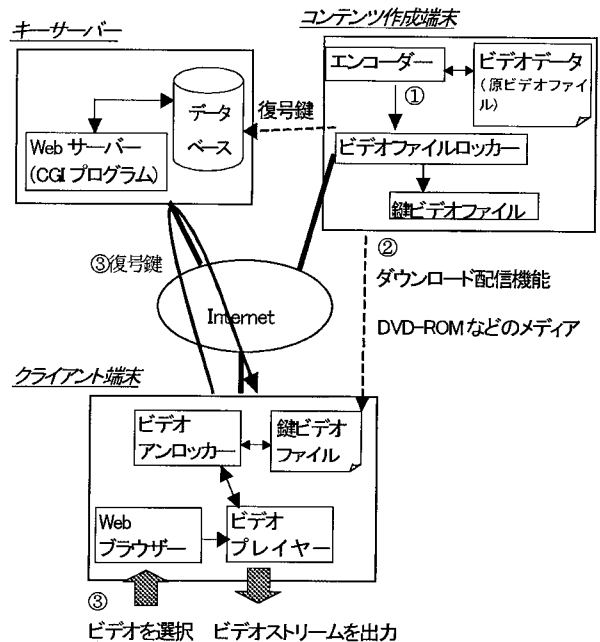 キーサーバー
コンテンツ作成端末
エンコーダー
ビデオデータ
(原ビデオファイ
ル)
①
データ
ベース
復号鍵
Web サーバー
(CGI プログラム)
ビデオファイルロッカー
鍵ビデオファイル
②
③復号鍵
ダウンロード配信機能
Internet
DVD-ROMなどのメディア
クライアント端末
ビデオ
アンロッカー
鍵ビデオ
ファイル
Web
ブラウザー
ビデオ
プレイヤー
③
ビデオを選択
ビデオストリームを出力